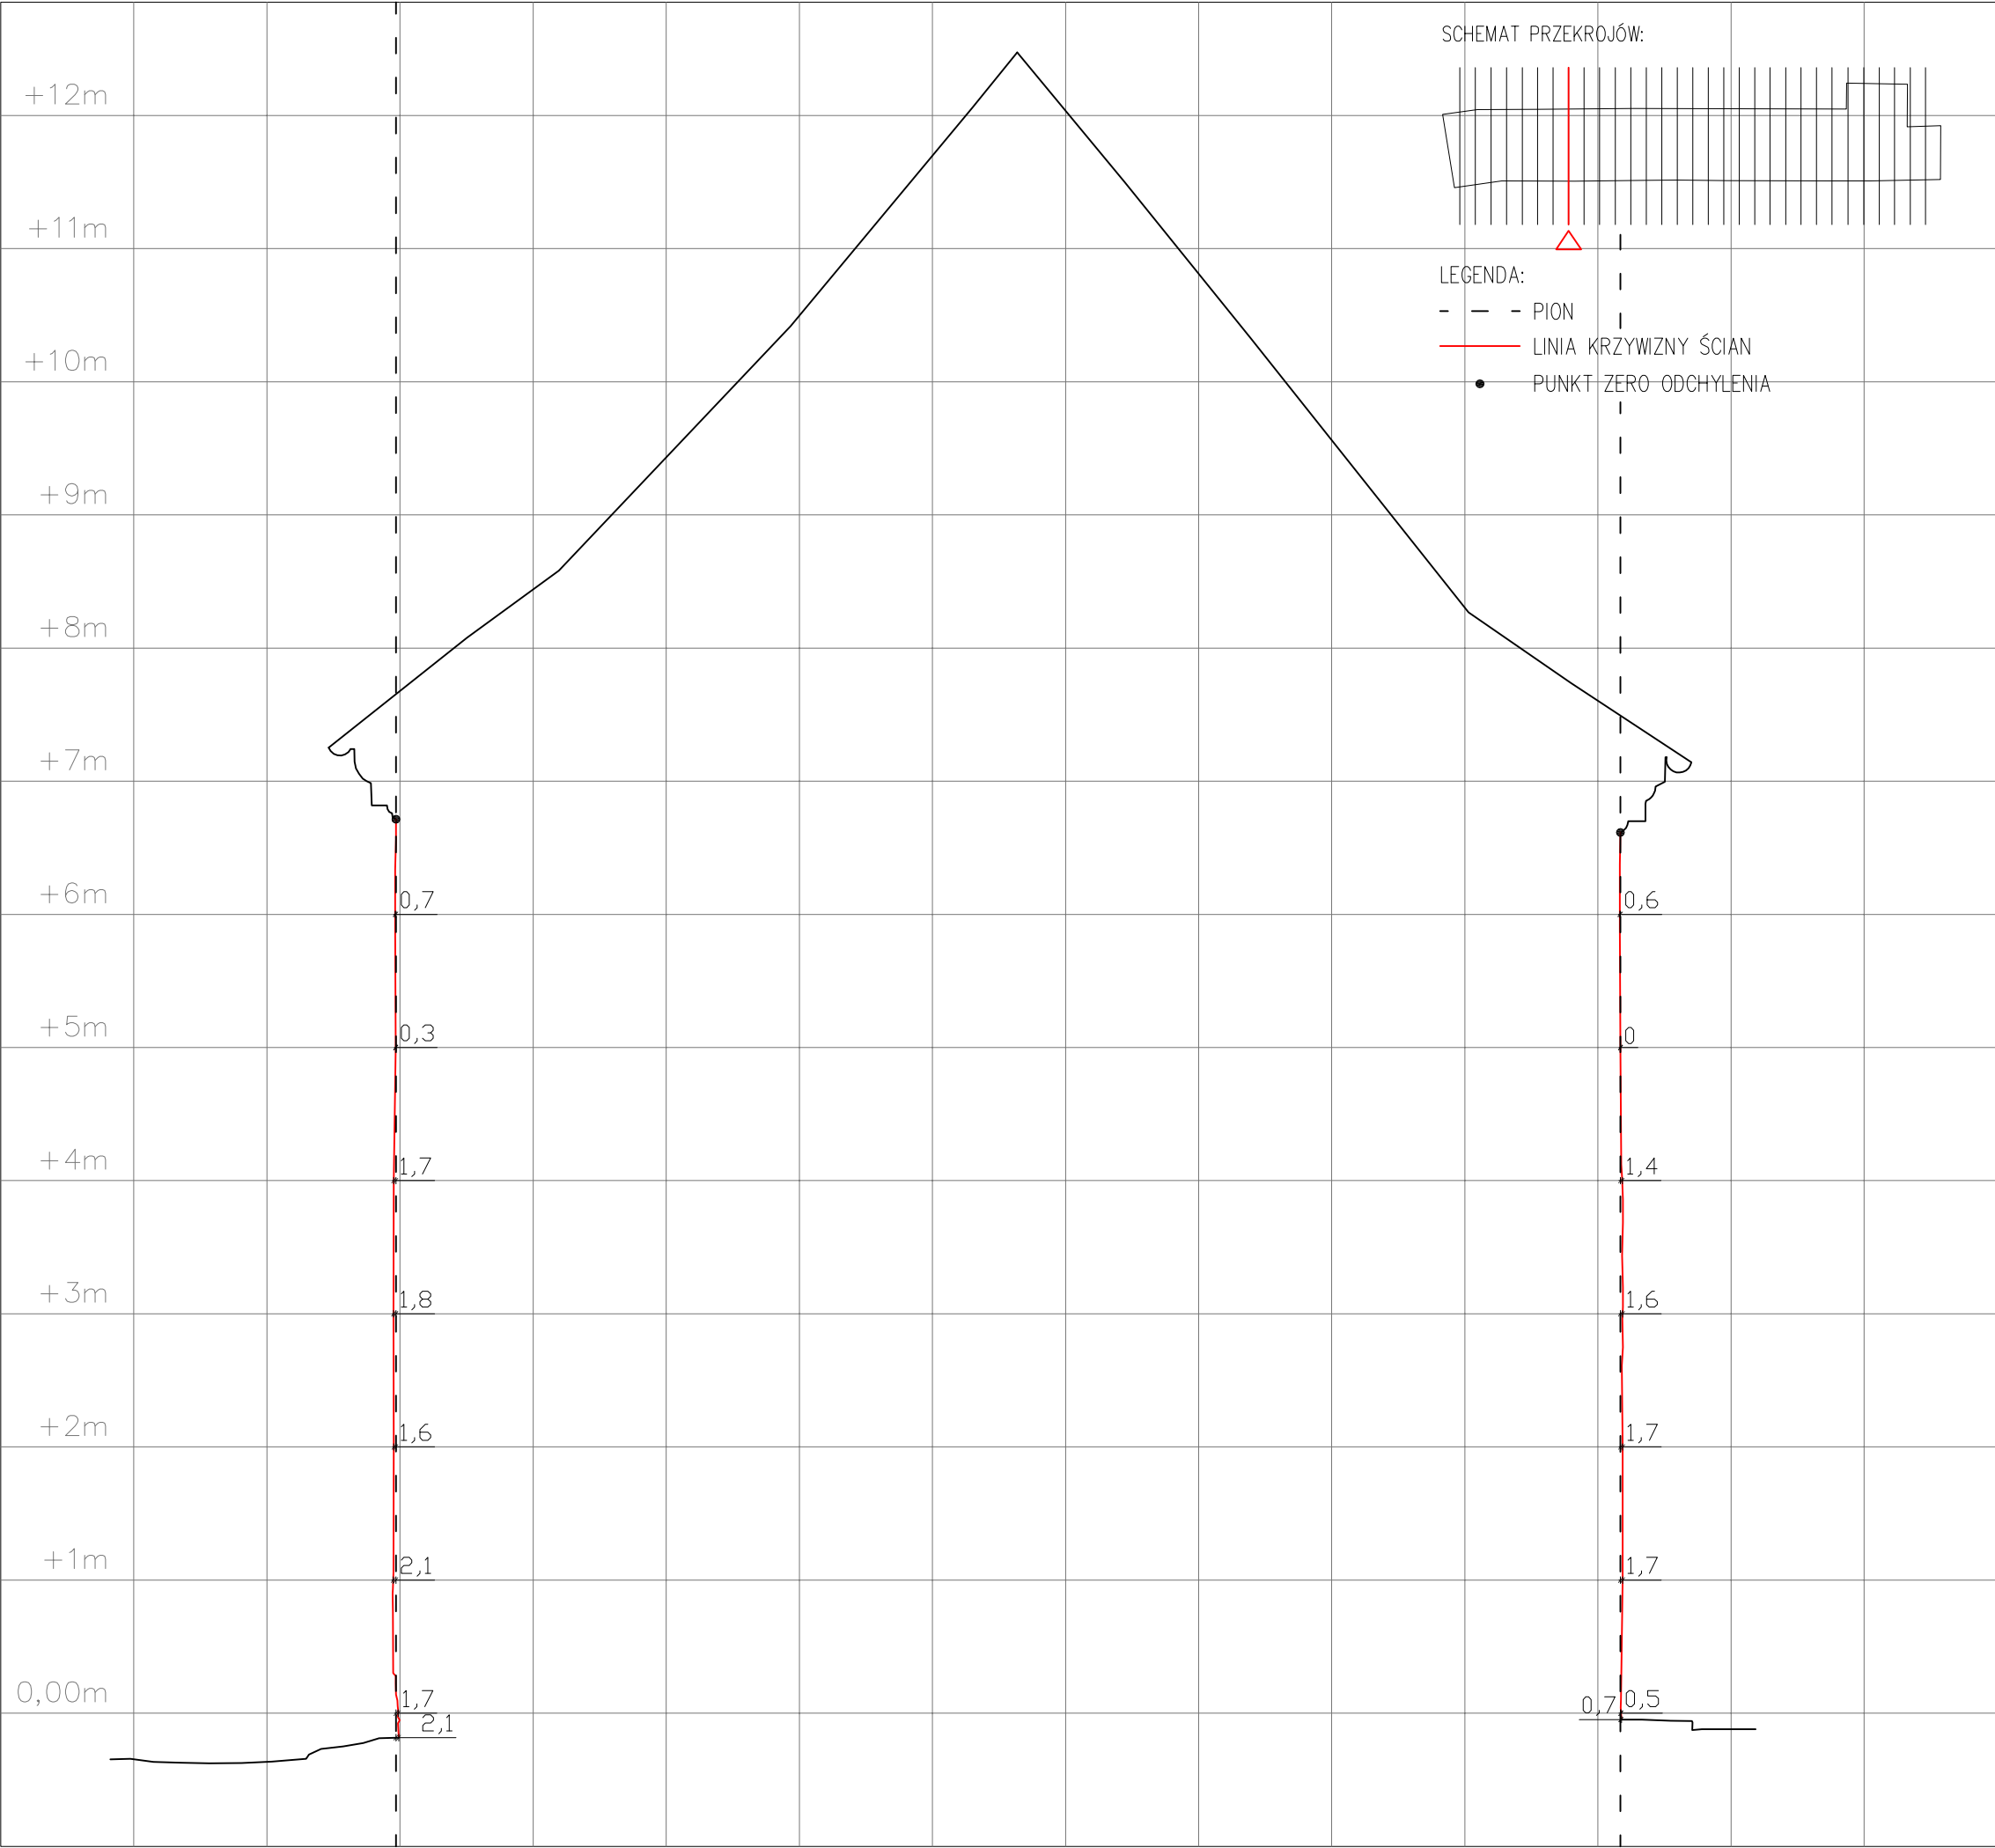 SCHEMAT PRZEKROJÓW:
+12m
+11m
LEGENDA:
PION
LINIA KRZYWIZNY ŚCIAN
+10m
PUNKT ZERO ODCHYLENIA
+9m
+8m
+7m
+6m
0,7
0,6
+5m
0,3
0
+4m
1,7
1,4
+3m
1,8
1,6
+2m
1,6
1,7
+1m
2,1
1,7
0,00m
1,7
0,7
0,5
2,1